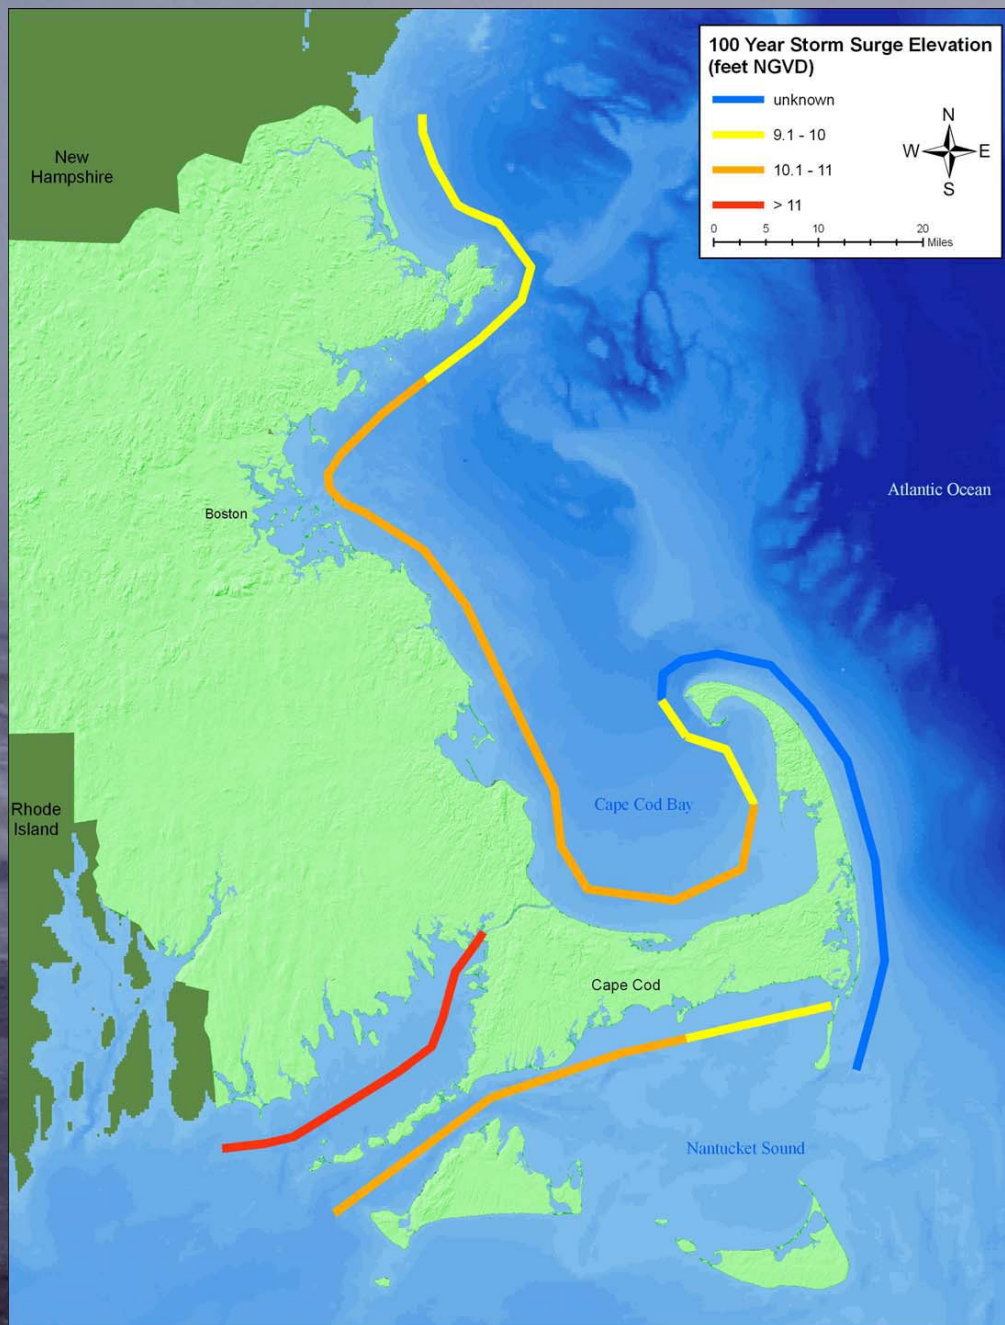 100 Year Storm Surge Elevation
(feet NGVD)
unknown
9.1 - 10
10.1 - 11
> 11
N
W E
S
0 5 10 20
Miles
New
Hampshire
Atlantic Ocean
Boston
Cape Cod Bay
Rhode
Island
Cape Cod
Nantucket Sound